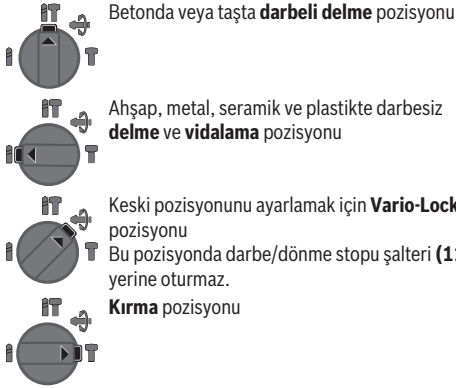 Betonda veya taşta darbeli delme pozisyonu
Ahşap, metal, seramik ve plastikte darbesiz
delme ve vidalama pozisyonu
Keski pozisyonunu ayarlamak için Vario-Lock
pozisyonu
Bu pozisyonda darbe/dönme stopu şalteri
yerine oturmaz.
Kırma pozisyonu